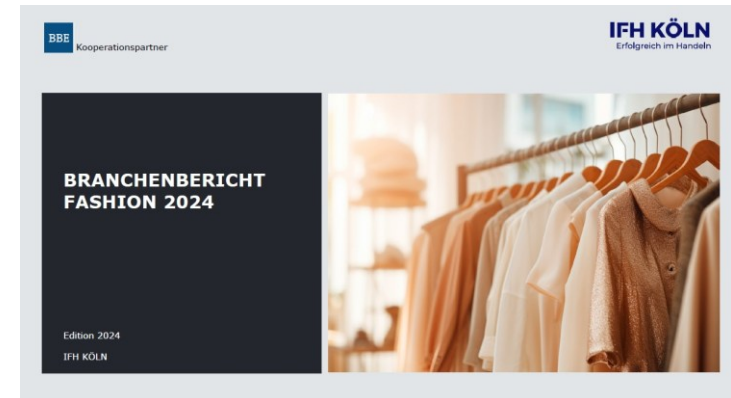 BBE
Kooperationspartner
IFH KÖLN
Erfolgreich im Handeln
BRANCHENBERICHT
FASHION 2024
Edition 2024
IFH KÖLN